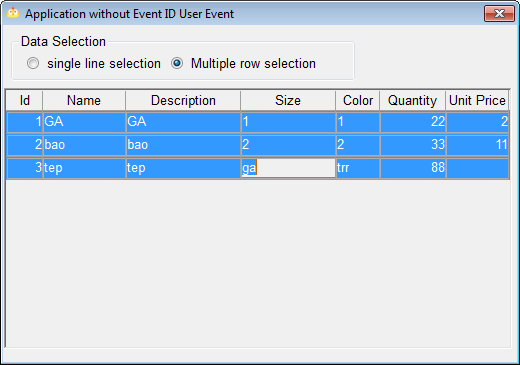 Application without Event ID User Event
Data Selection
single line selection Multiple row selection
Id Name Description Size Color Quantity Unit Price
1 GA GA 1 1 22 2
2 bao bao 2 2 33 11
3 tep tep ga trr 88